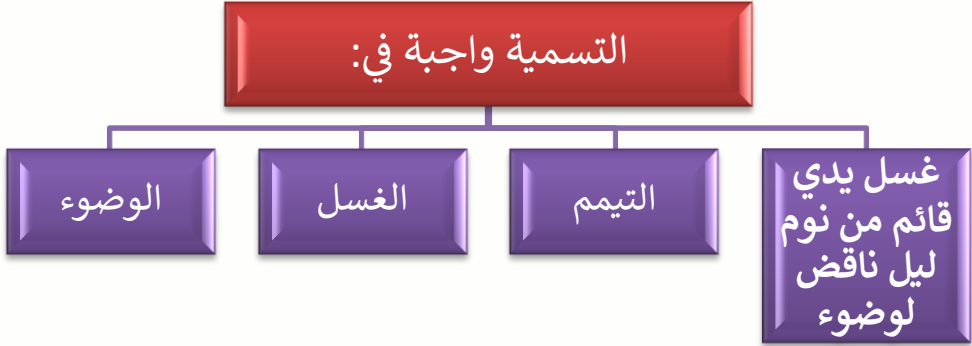 التسمية واجبة في:
غسل يدي
قائم من نوم
ليل ناقض
لوضوء
التيمم
الغسل
الوضوء